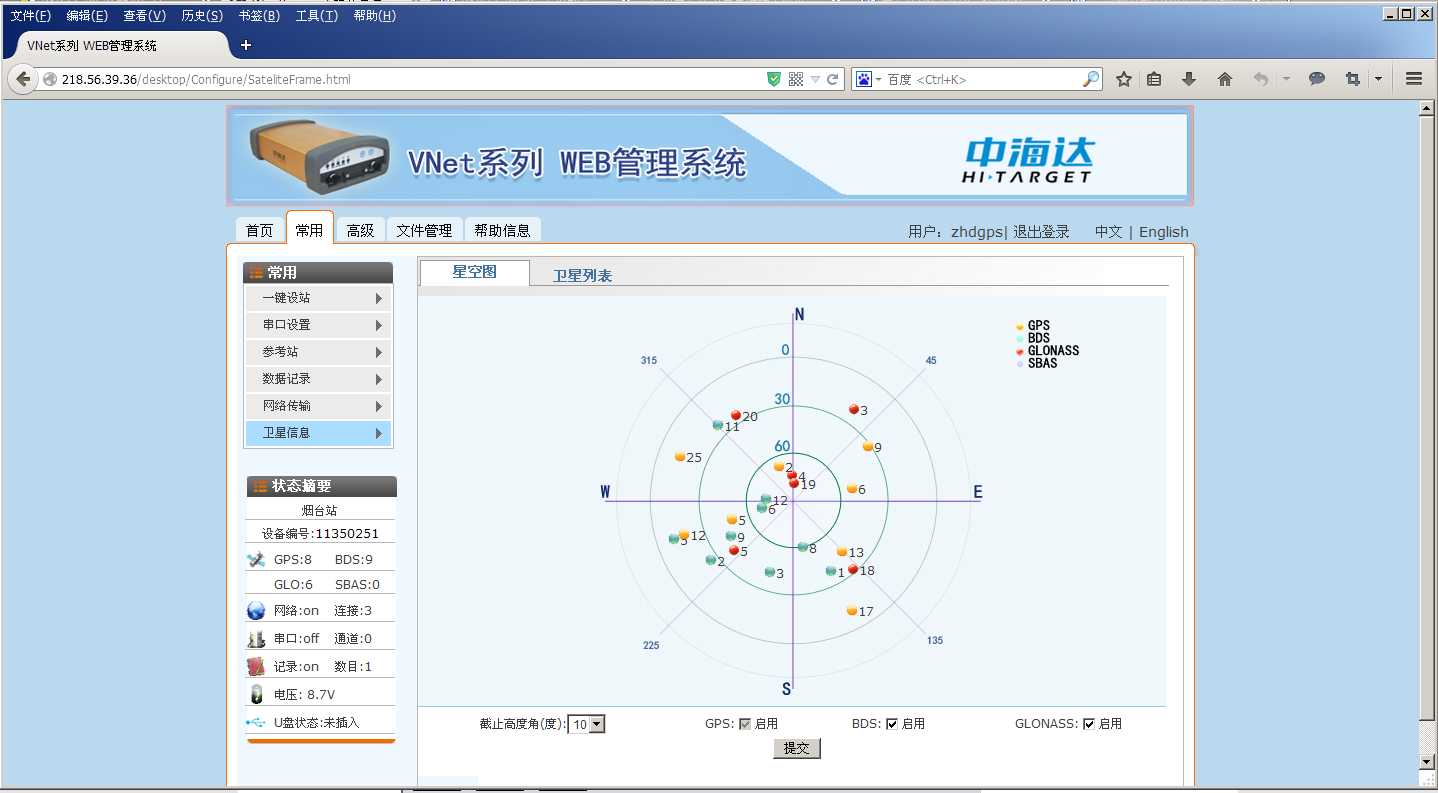 文件(F) 编辑(E) 查看(V) 历史(S) 书签(B) 工具(T) 帮助(H)
VNet系列 WEB管理系统
218.56.39.36/desktop/Configure/SateliteFrame.html
百度 <Ctrl+K>
VNet系列 WEB管理系统
中海达
HI·TARGET
首页 常用 高级 文件管理 帮助信息
用户： zhdgps| 退出登录 中文 | English
常用
一键设站
串口设置
参考站
数据记录
网络传输
卫星信息
状态摘要
烟台站
设备编号:11350251
GPS:8 BDS:9
GLO:6 SBAS:0
网络:on 连接:3
串口:off 通道:0
记录:on 数目:1
电压: 8.7V
U盘状态:未插入
星空图 卫星列表
N
GPS
BDS
GLONASS
SBAS
0
315
45
30
20
3
11
60
9
25
2
4
19
6
W
E
12
6
5
9
12
5
5
8
13
2
3
1
18
17
225
135
S
截止高度角(度): 10 GPS: 启用 BDS: 启用 GLONASS: 启用
提交